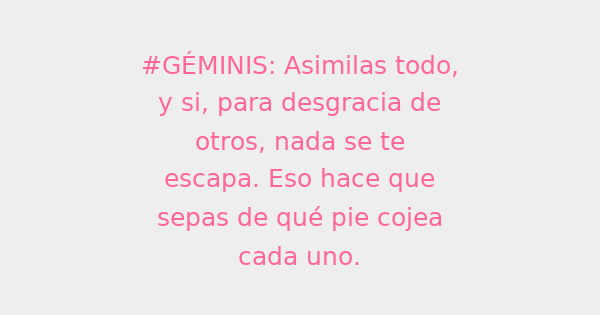 #GÉMINIS: Asimilas todo,
y si, para desgracia de
otros, nada se te
escapa. Eso hace que
sepas de qué pie cojea
cada uno.